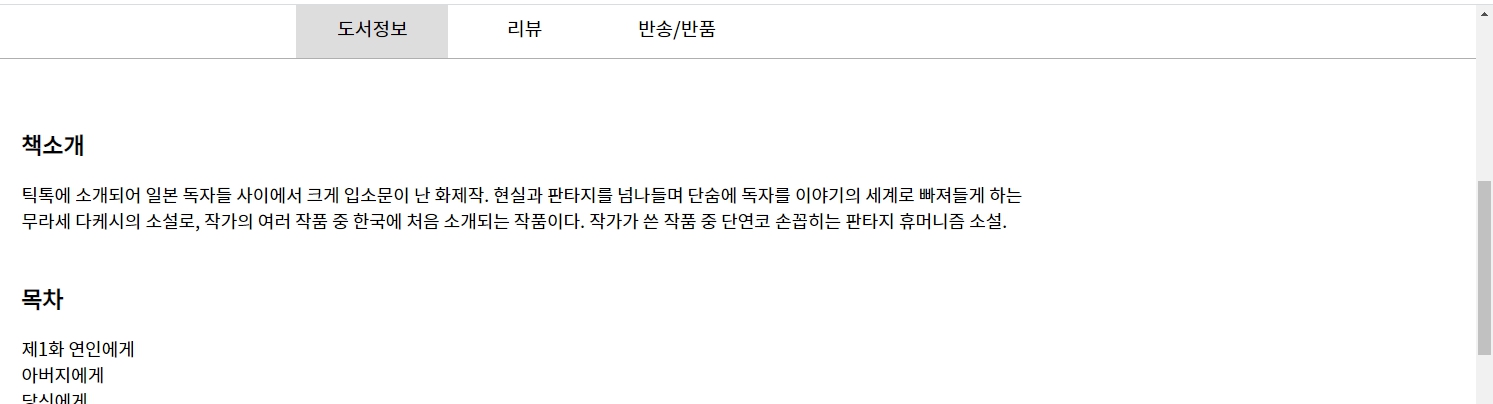 도서정보 리뷰 반송/반품
책소개
틱톡에 소개되어 일본 독자들 사이에서 크게 입소문이 난 화제작. 현실과 판타지를 넘나들며 단숨에 독자를 이야기의 세계로 빠져들게 하는
무라세 다케시의 소설로, 작가의 여러 작품 중 한국에 처음 소개되는 작품이다. 작가가 쓴 작품 중 단연코 손꼽히는 판타지 휴머니즘 소설.
목차
제1화 연인에게
아버지에게
당신에게